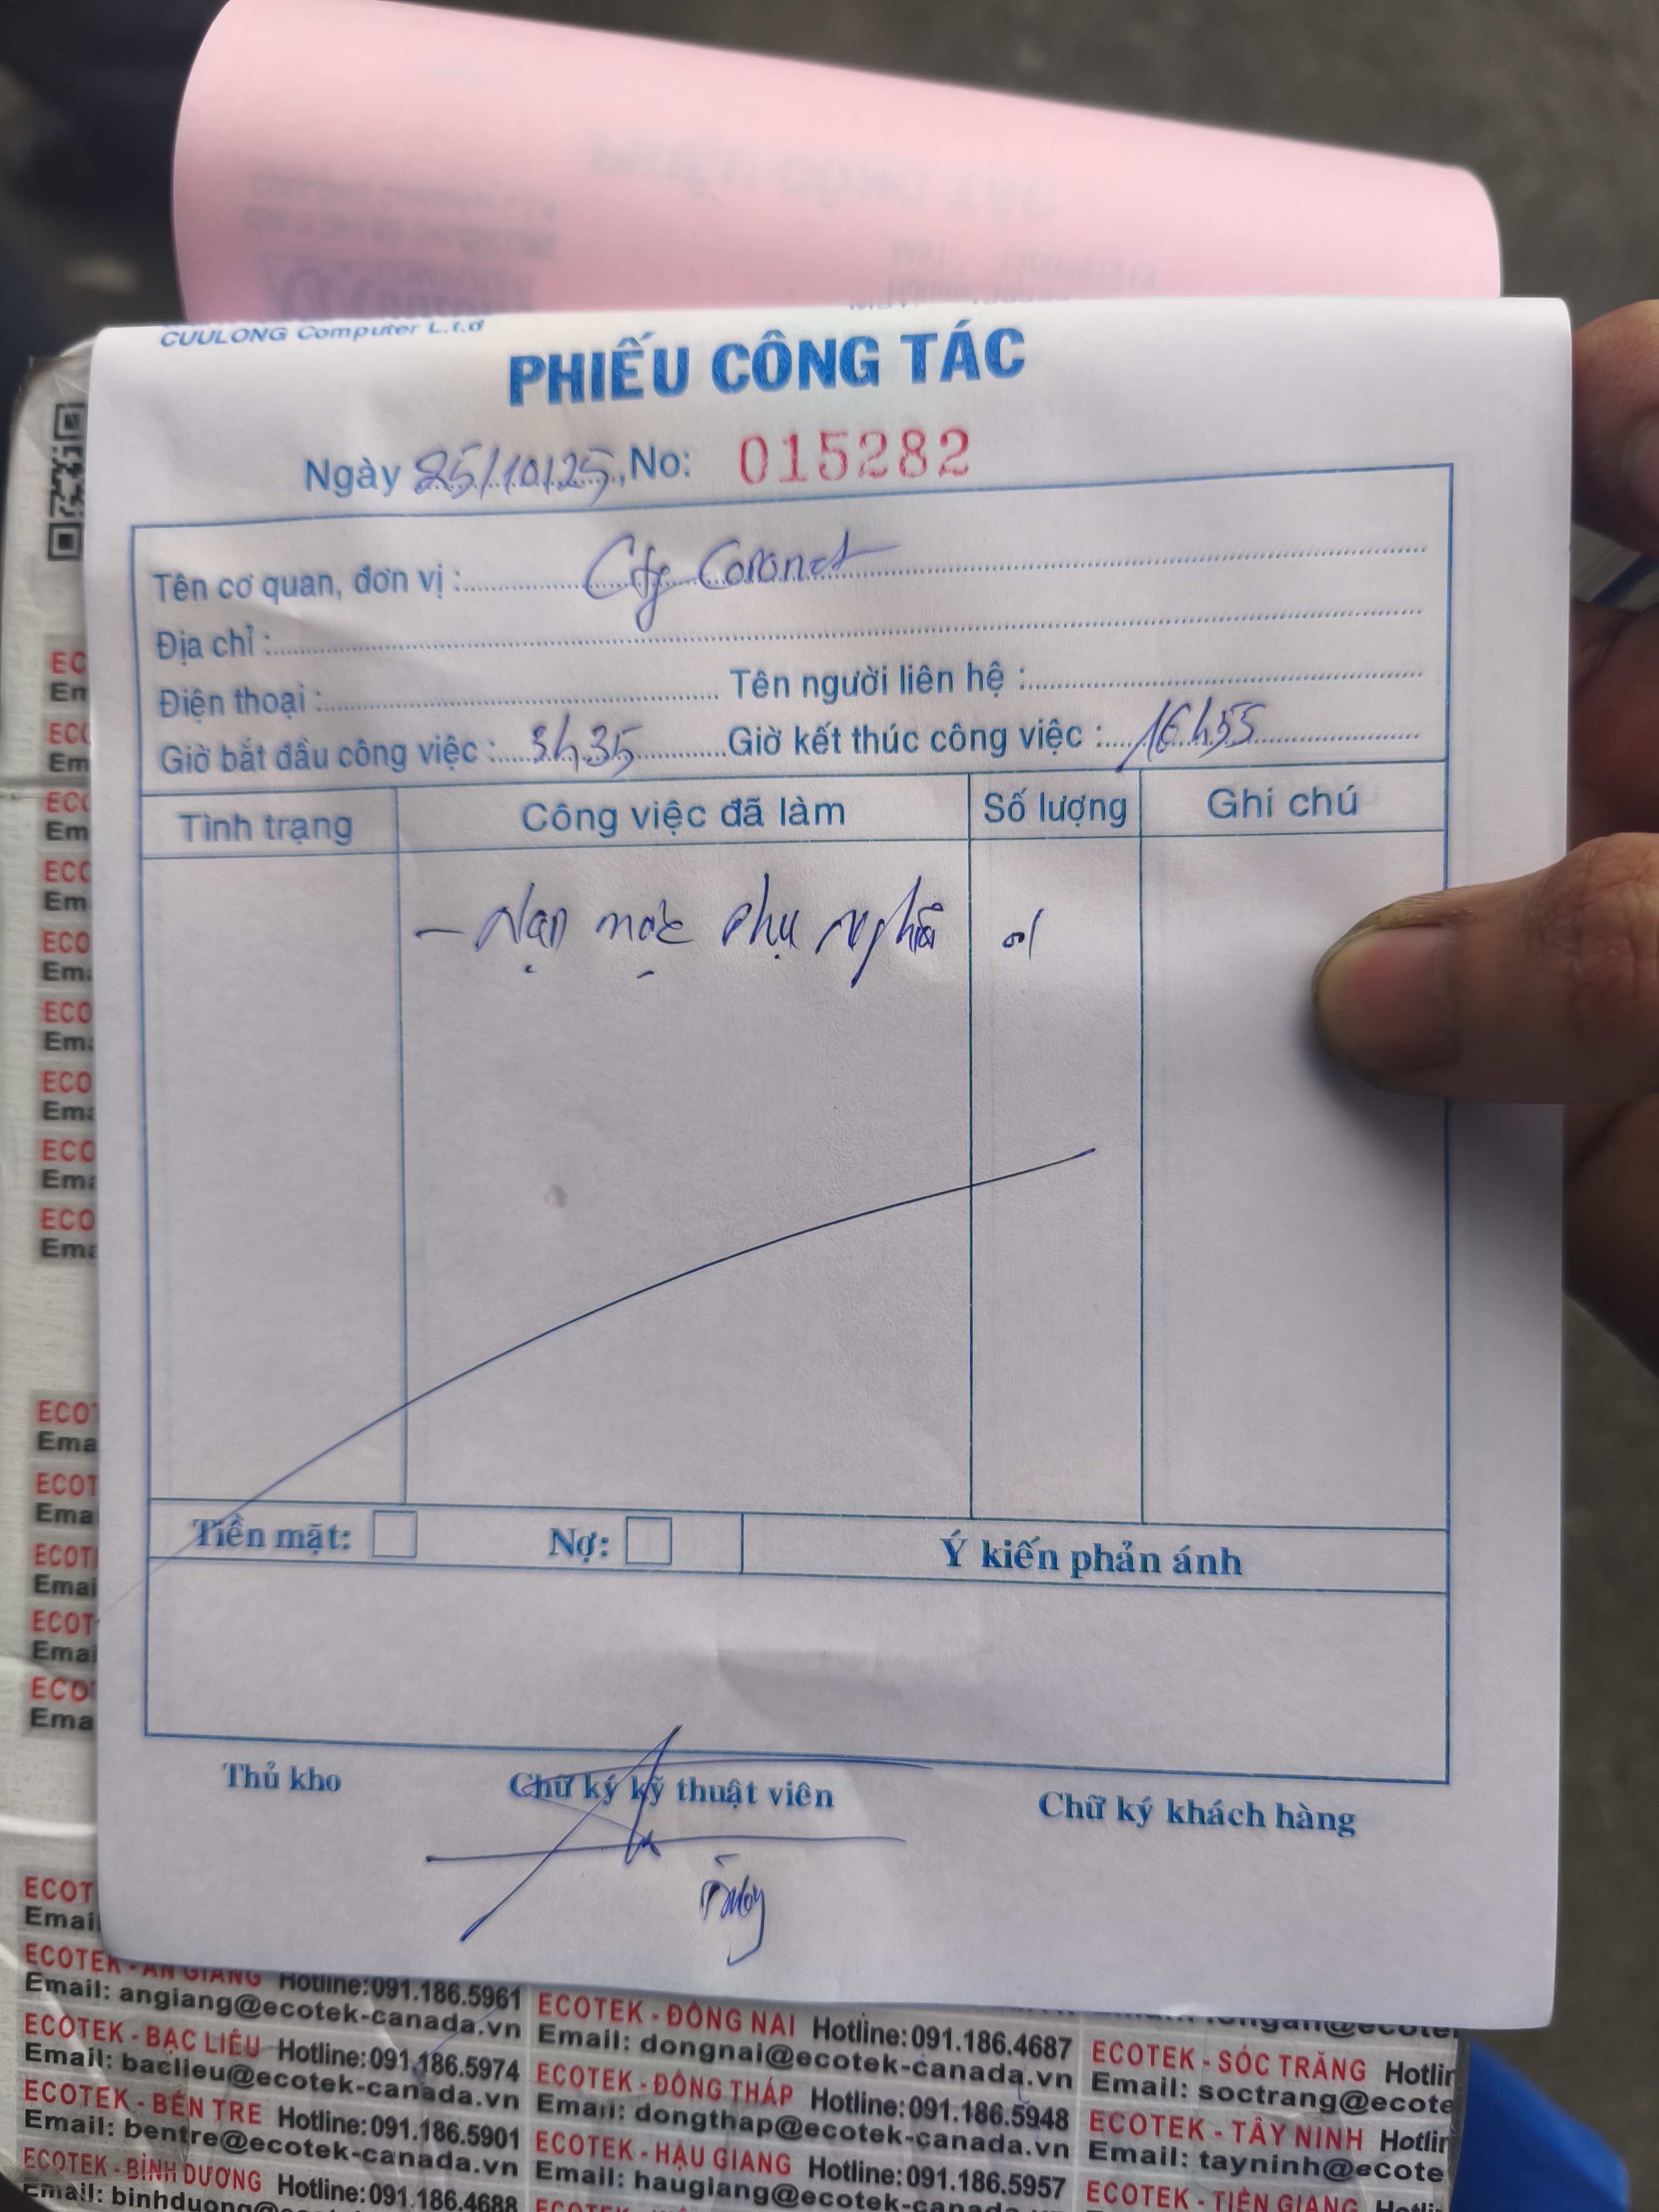 CUULONG Computer L.t.d
PHIẾU CÔNG TÁC
Ngày 25/10/25, No: 015282
Tên cơ quan, đơn vị : Cty Coronet
Địa chỉ :
Điện thoại : Tên người liên hệ :
Giờ bắt đầu công việc : 3h35 Giờ kết thúc công việc : 16h55
Tình trạng Công việc đã làm Số lượng Ghi chú
- Nạp mực phụ nghĩa 01
Tiền mặt: Nợ: Ý kiến phản ánh
Thủ kho Chữ ký kỹ thuật viên Chữ ký khách hàng
ECOTEK - AN GIANG Hotline:091.186.5961
Email: angiang@ecotek-canada.vn
ECOTEK - BẠC LIÊU Hotline:091.186.5974
Email: baclieu@ecotek-canada.vn
ECOTEK - BẾN TRE Hotline:091.186.5901
Email: bentre@ecotek-canada.vn
ECOTEK - BÌNH DƯƠNG Hotline:091.186.4688
ECOTEK - ĐỒNG NAI Hotline:091.186.4687
Email: dongnai@ecotek-canada.vn
ECOTEK - ĐỒNG THÁP Hotline:091.186.5948
Email: dongthap@ecotek-canada.vn
ECOTEK - HẬU GIANG Hotline:091.186.5957
Email: haugiang@ecotek-canada.vn
ECOTEK - SÓC TRĂNG Hotlin
Email: soctrang@ecote
ECOTEK - TÂY NINH Hotlin
Email: tayninh@ecote
ECOTEK - TIỀN GIANG